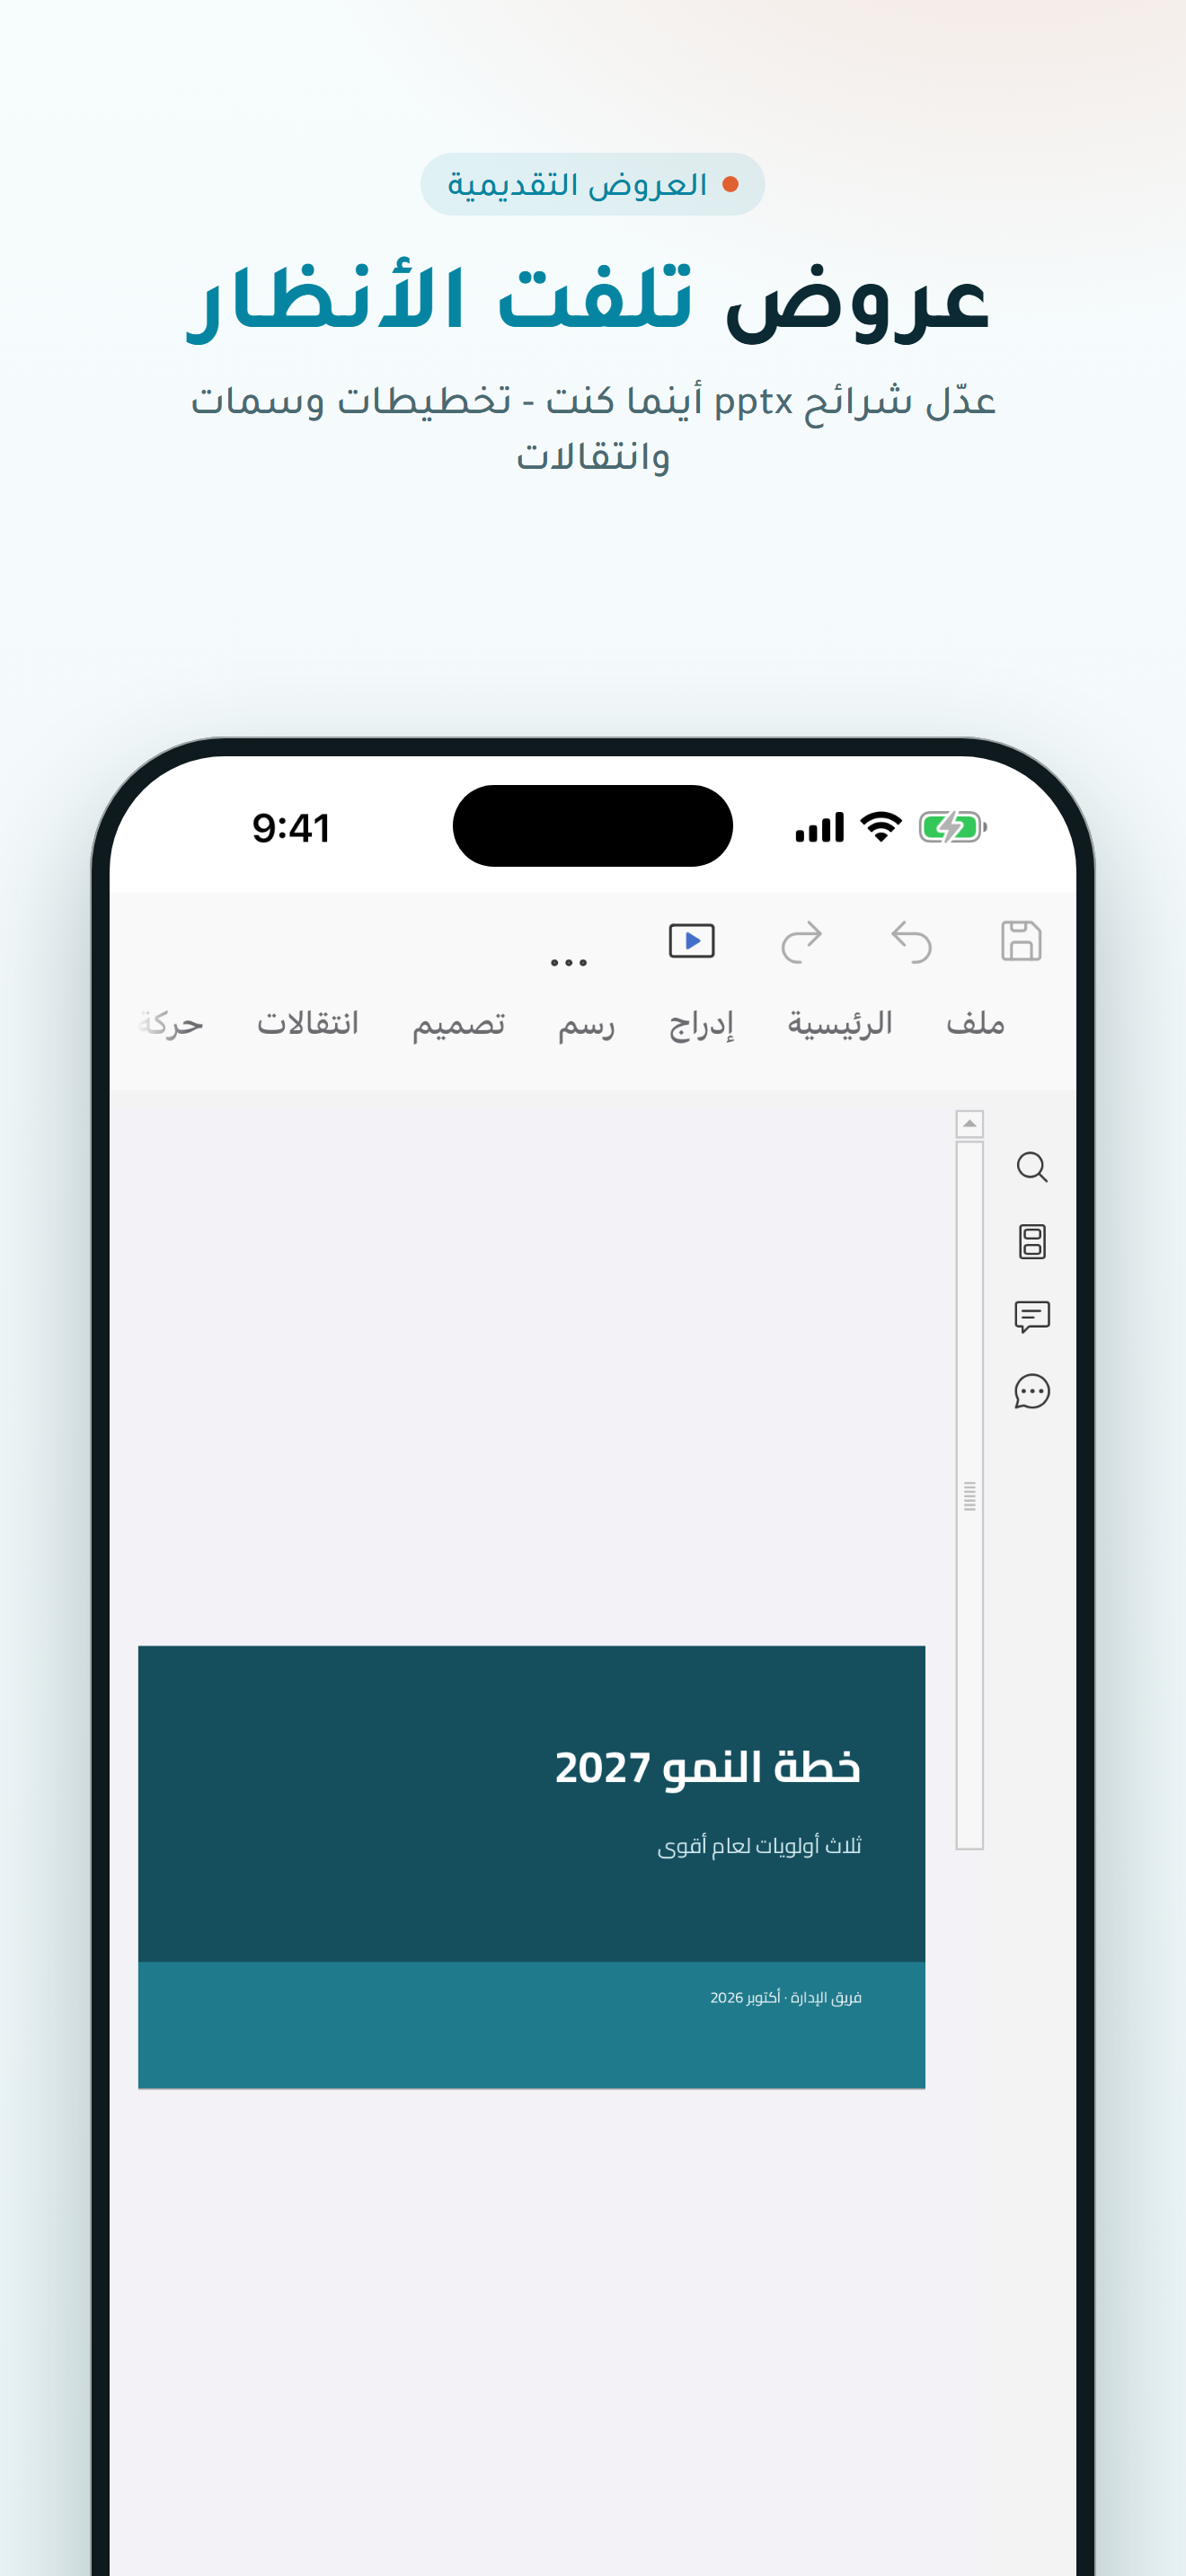 العروض التقديمية
عروض تلفت الأنظار
عدّل شرائح pptx أينما كنت - تخطيطات وسمات
وانتقالات
9:41
ملف الرئيسية إدراج رسم تصميم انتقالات حركة
خطة النمو 2027
ثلاث أولويات لعام أقوى
فريق الإدارة · أكتوبر 2026